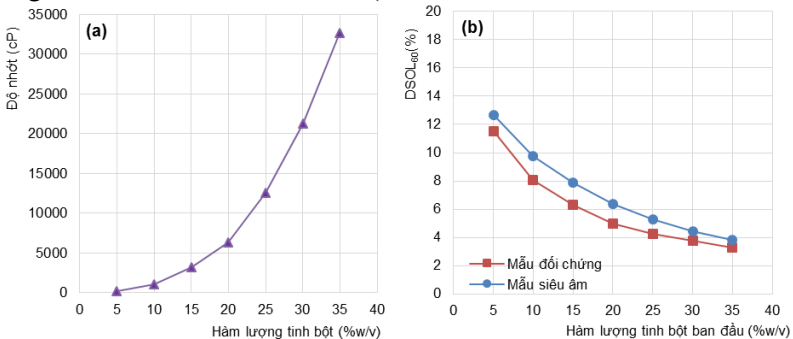 (a)
Độ nhớt (cP)
35000
30000
25000
20000
15000
10000
5000
0
0 5 10 15 20 25 30 35 40
Hàm lượng tinh bột (%w/v)
(b)
DSOL60(%)
20
18
16
14
12
10
8
6
4
2
0
Mẫu đối chứng
Mẫu siêu âm
0 5 10 15 20 25 30 35 40
Hàm lượng tinh bột ban đầu (%w/v)